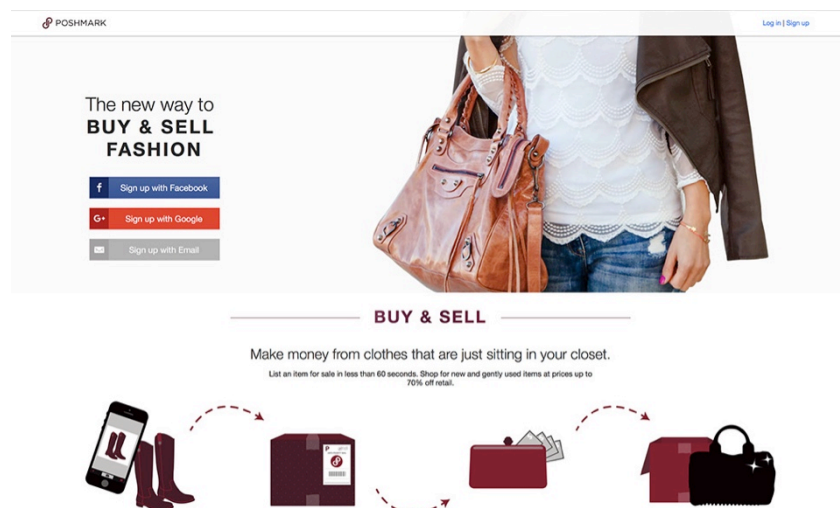 POSHMARK
Log in | Sign up
The new way to
BUY & SELL
FASHION
f Sign up with Facebook
G+ Sign up with Google
Sign up with Email
BUY & SELL
Make money from clothes that are just sitting in your closet.
List an item for sale in less than 60 seconds. Shop for new and gently used items at prices up to
70% off retail.
P